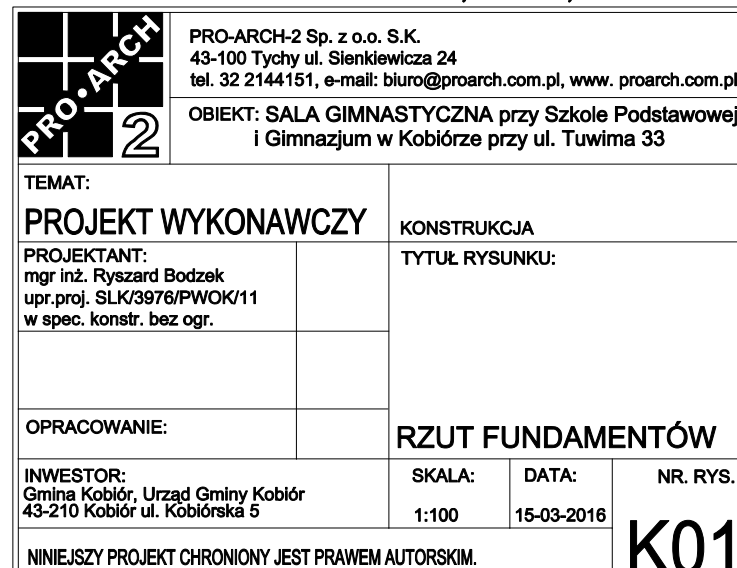 PRO•ARCH
2
PRO-ARCH-2 Sp. z o.o. S.K.
43-100 Tychy ul. Sienkiewicza 24
tel. 32 2144151, e-mail: biuro@proarch.com.pl, www. proarch.com.pl
OBIEKT: SALA GIMNASTYCZNA przy Szkole Podstawowej
i Gimnazjum w Kobiórze przy ul. Tuwima 33
TEMAT:
PROJEKT WYKONAWCZY
KONSTRUKCJA
PROJEKTANT:
mgr inż. Ryszard Bodzek
upr.proj. SLK/3976/PWOK/11
w spec. konstr. bez ogr.
TYTUŁ RYSUNKU:
RZUT FUNDAMENTÓW
OPRACOWANIE:
INWESTOR:
Gmina Kobiór, Urząd Gminy Kobiór
43-210 Kobiór ul. Kobiórska 5
SKALA:
1:100
DATA:
15-03-2016
NR. RYS.
K01
NINIEJSZY PROJEKT CHRONIONY JEST PRAWEM AUTORSKIM.